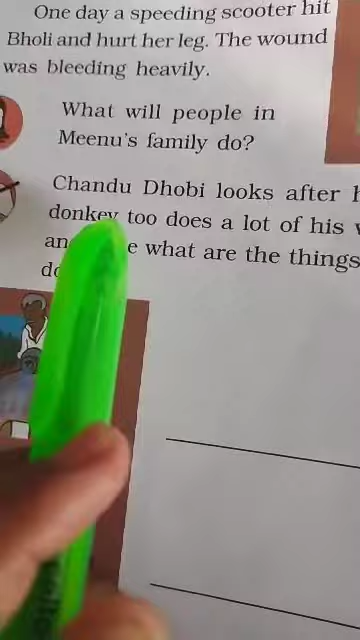 One day a speeding scooter hit
Bholi and hurt her leg. The wound
was bleeding heavily.
What will people in
Meenu's family do?
Chandu Dhobi looks after
donkey too does a lot of his
what are the things